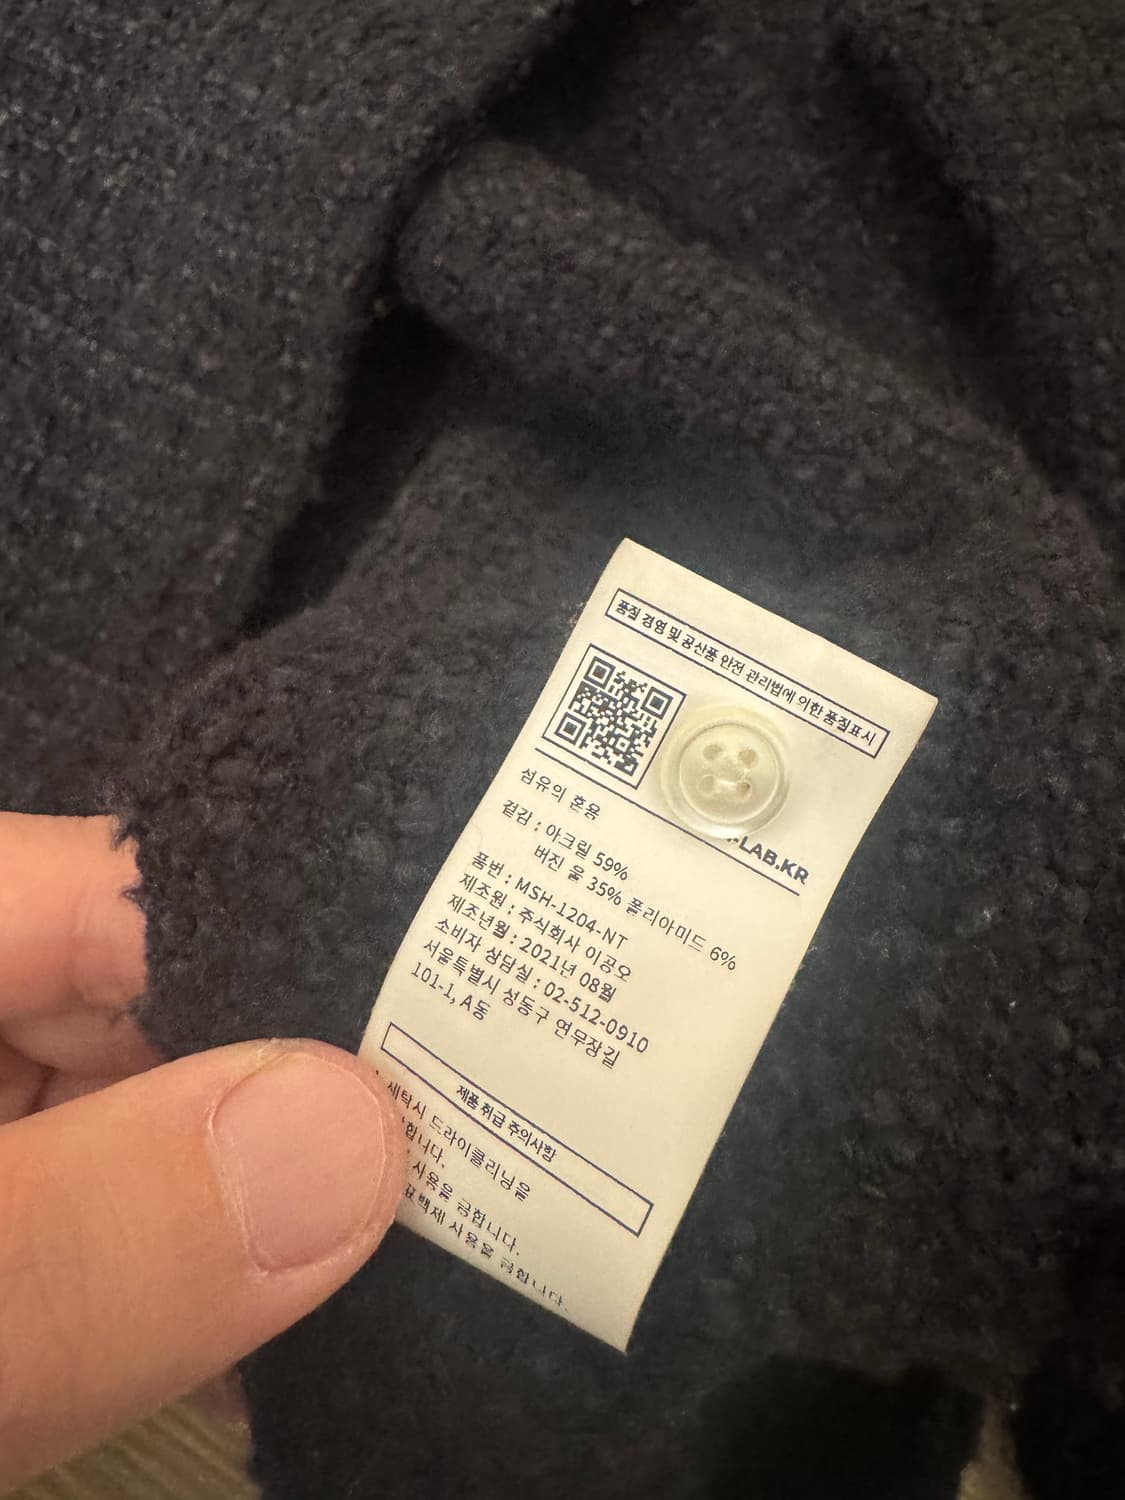 품질 경영 및 공산품 안전 관리법에 의한 품질표시
-LAB.KR
섬유의 혼용
겉감 : 아크릴 59%
버진 울 35% 폴리아미드 6%
품번 : MSH-1204-NT
제조원 : 주식회사 이공오
제조년월 : 2021년 08월
소비자 상담실 : 02-512-0910
서울특별시 성동구 연무장길
101-1, A동
제품 취급 주의사항
세탁시 드라이클리닝을
합니다.
사용을 금합니다.
표백제 사용을 금합니다.